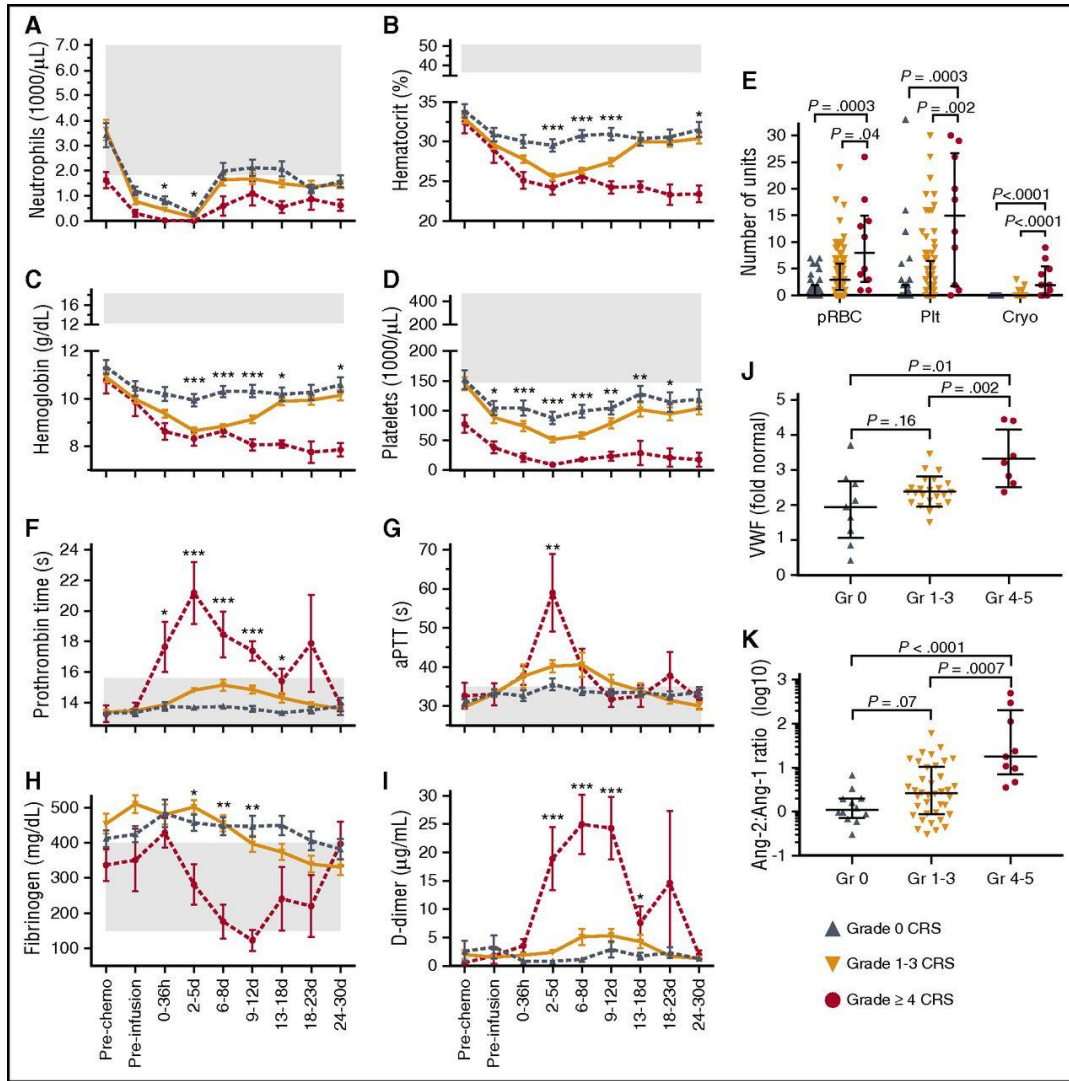 A
Neutrophils (1000/µL)
7.0
6.0
5.0
4.0
3.0
2.0
1.0
0.0
*
*
B
Hematocrit (%)
50
40
35
30
25
20
***
***
***
*
C
Hemoglobin (g/dL)
16
12
12
10
8
***
***
***
*
*
D
Platelets (1000/µL)
400
200
200
150
100
50
0
*
***
***
***
**
**
*
E
Number of units
30
25
20
15
10
5
0
P = .0003
P = .0003
P = .04
P = .002
P<.0001
P<.0001
pRBC
Plt
Cryo
F
Prothrombin time (s)
24
22
20
18
16
14
*
***
***
***
*
G
aPTT (s)
70
60
50
40
30
**
H
Fibrinogen (mg/dL)
500
400
300
200
100
*
**
**
Pre-chemo
Pre-infusion
0-36h
2-5d
6-8d
9-12d
13-18d
18-23d
24-30d
I
D-dimer (µg/mL)
30
25
20
15
10
5
0
***
***
***
*
Pre-chemo
Pre-infusion
0-36h
2-5d
6-8d
9-12d
13-18d
18-23d
24-30d
J
VWF (fold normal)
5
4
3
2
1
0
P =.01
P = .002
P = .16
Gr 0
Gr 1-3
Gr 4-5
K
Ang-2:Ang-1 ratio (log10)
3
2
1
0
-1
P < .0001
P = .0007
P = .07
Gr 0
Gr 1-3
Gr 4-5
Grade 0 CRS
Grade 1-3 CRS
Grade ≥ 4 CRS